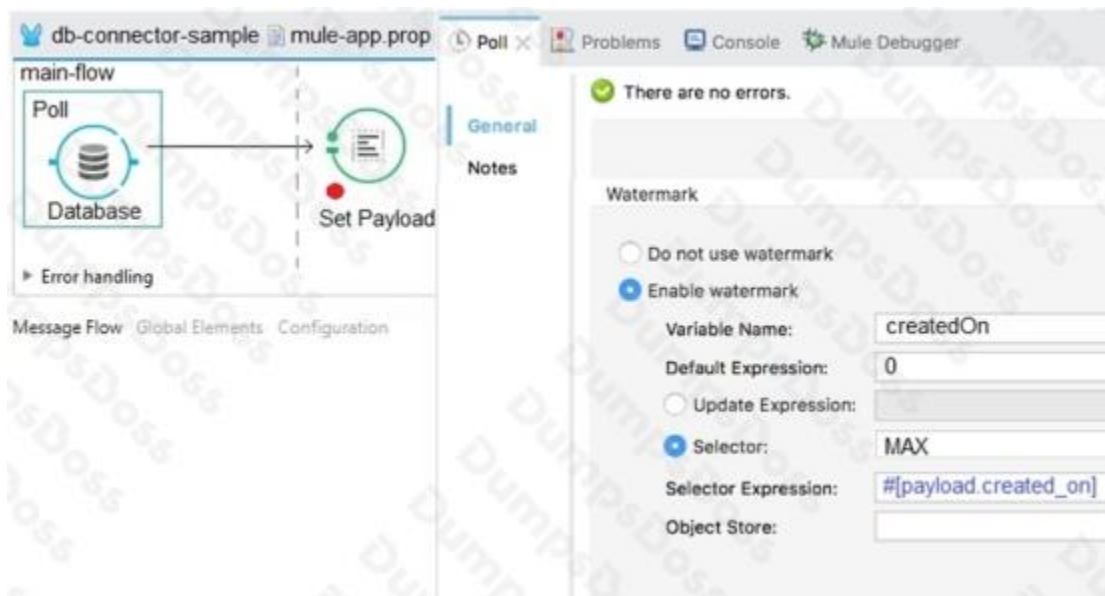 db-connector-sample mule-app.prop
main-flow
Poll
Database
Set Payload
Error handling
Message Flow Global Elements Configuration
Poll Problems Console Mule Debugger
There are no errors.
General
Notes
Watermark
Do not use watermark
Enable watermark
Variable Name: createdOn
Default Expression: 0
Update Expression:
Selector: MAX
Selector Expression: #[payload.created_on]
Object Store:
DumpsDoss